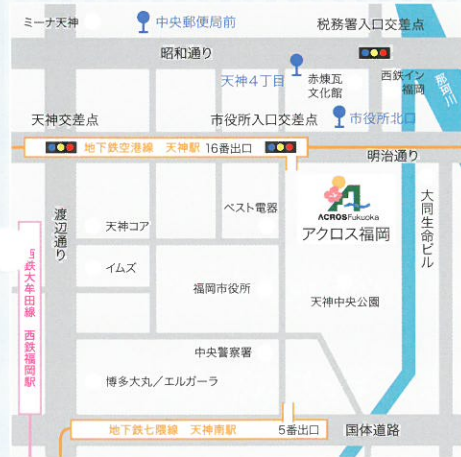 ミーナ天神
中央郵便局前
税務署入口交差点
昭和通り
天神4丁目
赤煉瓦
文化館
西鉄イン
福岡
那珂川
天神交差点
市役所入口交差点
市役所北口
地下鉄空港線 天神駅 16番出口
明治通り
渡辺通り
天神コア
ベスト電器
ACROS Fukuoka
アクロス福岡
大同生命ビル
イムズ
福岡市役所
天神中央公園
西鉄大牟田線 西鉄福岡駅
中央警察署
博多大丸/エルガーラ
地下鉄七隈線 天神南駅 5番出口
国体道路